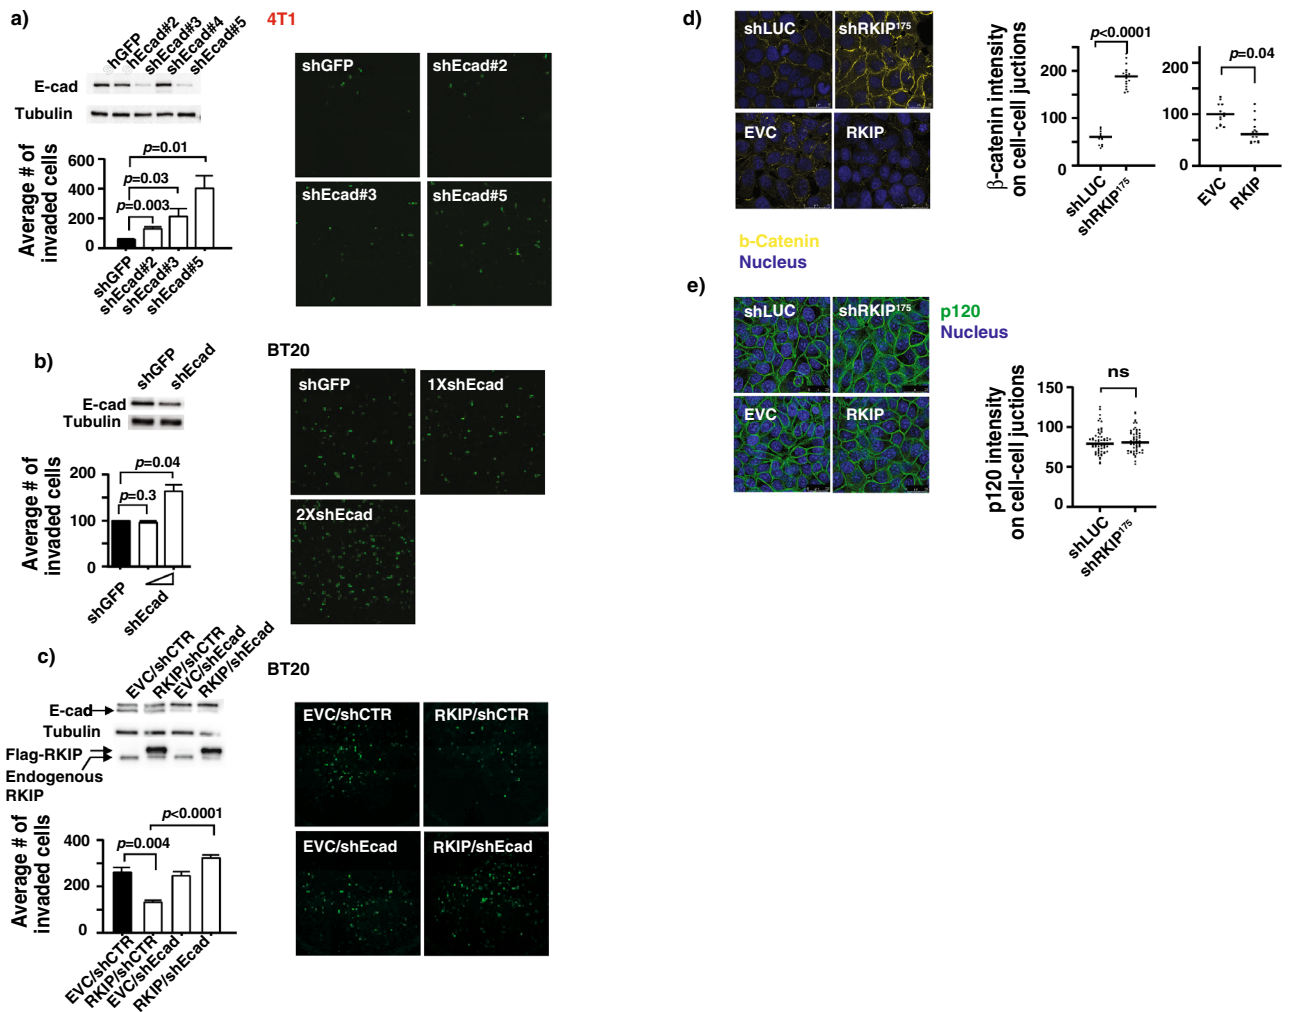 a)
shGFP
shEcad#2
shEcad#3
shEcad#4
shEcad#5
E-cad
Tubulin
Average # of
invaded cells
600
400
200
0
p=0.01
p=0.03
p=0.003
shGFP
shEcad#2
shEcad#3
shEcad#5
4T1
shGFP
shEcad#2
shEcad#3
shEcad#5
b)
shGFP
shEcad
E-cad
Tubulin
Average # of
invaded cells
200
100
0
p=0.04
p=0.3
shGFP
shEcad
BT20
shGFP
1XshEcad
2XshEcad
c)
EVC/shCTR
RKIP/shCTR
EVC/shEcad
RKIP/shEcad
E-cad
Tubulin
Flag-RKIP
Endogenous
RKIP
Average # of
invaded cells
400
200
0
p<0.0001
p=0.004
EVC/shCTR
RKIP/shCTR
EVC/shEcad
RKIP/shEcad
BT20
EVC/shCTR
RKIP/shCTR
EVC/shEcad
RKIP/shEcad
d)
shLUC
shRKIP¹⁷⁵
EVC
RKIP
b-Catenin
Nucleus
β-catenin intensity
on cell-cell juctions
200
100
0
p<0.0001
shLUC
shRKIP¹⁷⁵
200
100
0
p=0.04
EVC
RKIP
e)
shLUC
shRKIP¹⁷⁵
EVC
RKIP
p120
Nucleus
p120 intensity
on cell-cell juctions
150
100
50
0
ns
shLUC
shRKIP¹⁷⁵